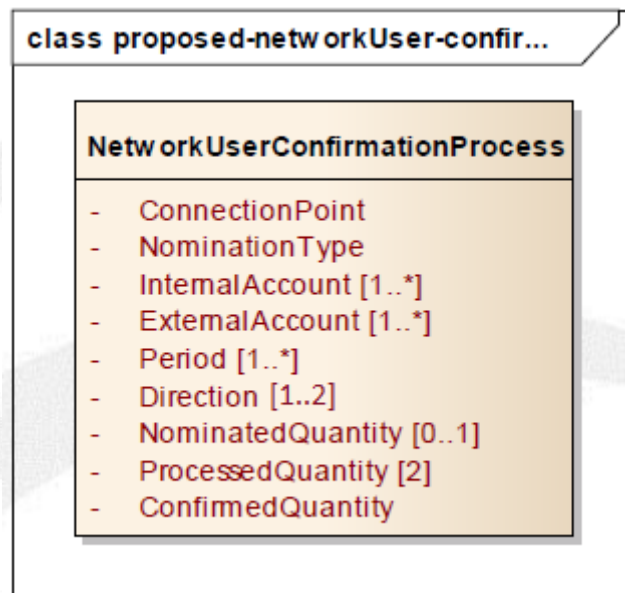 class proposed-networkUser-confir...
NetworkUserConfirmationProcess
- ConnectionPoint
- NominationType
- InternalAccount [1..*]
- ExternalAccount [1..*]
- Period [1..*]
- Direction [1..2]
- NominatedQuantity [0..1]
- ProcessedQuantity [2]
- ConfirmedQuantity